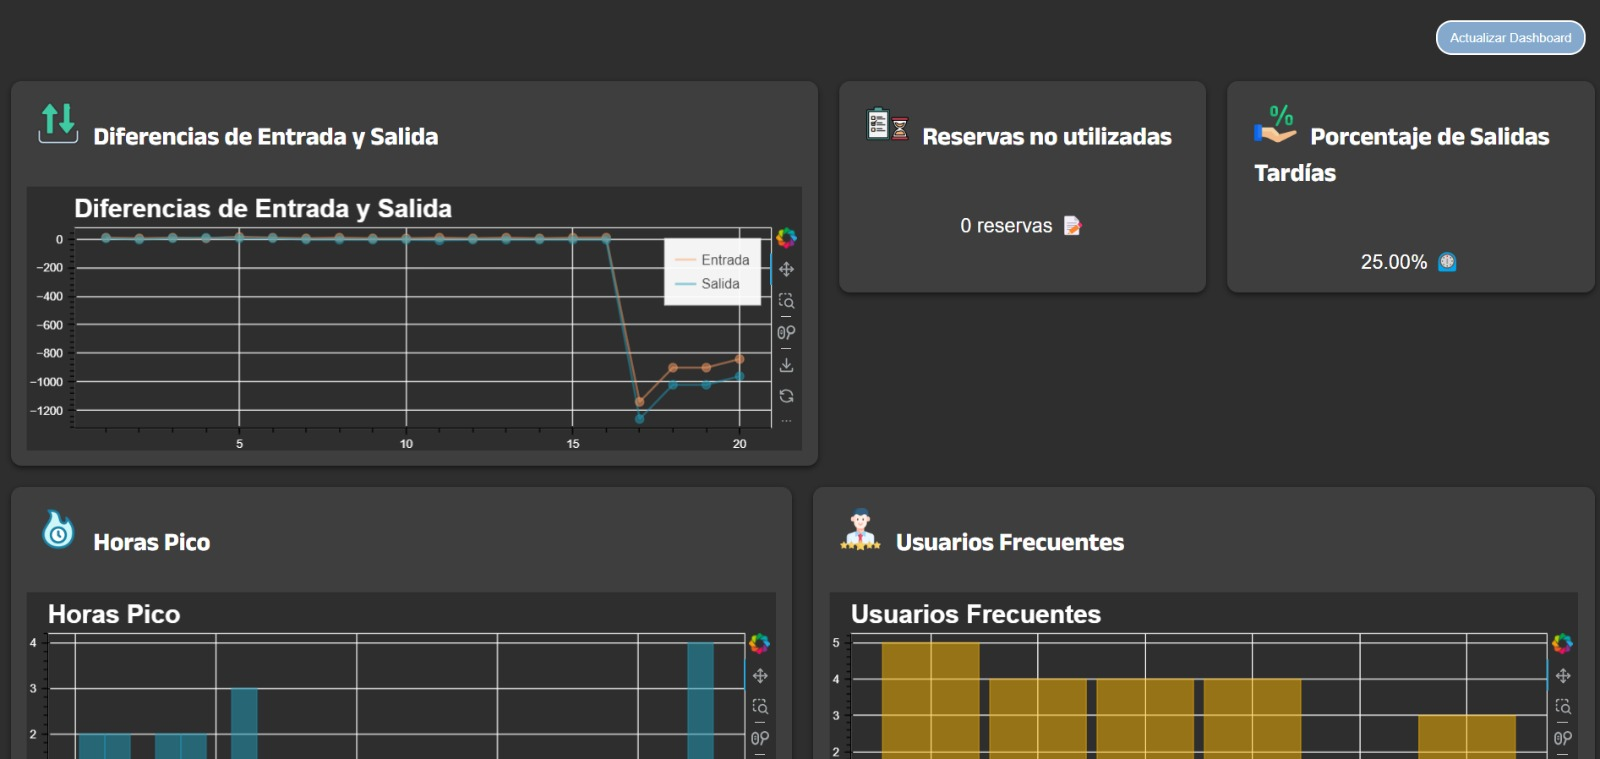 Actualizar Dashboard
Diferencias de Entrada y Salida
Reservas no utilizadas
Porcentaje de Salidas
Tardías
0 reservas
25.00%
Diferencias de Entrada y Salida
0
−200
−400
−600
−800
−1000
−1200
5
10
15
20
Entrada
Salida
Horas Pico
Usuarios Frecuentes
Horas Pico
4
3
2
Usuarios Frecuentes
5
4
3
2